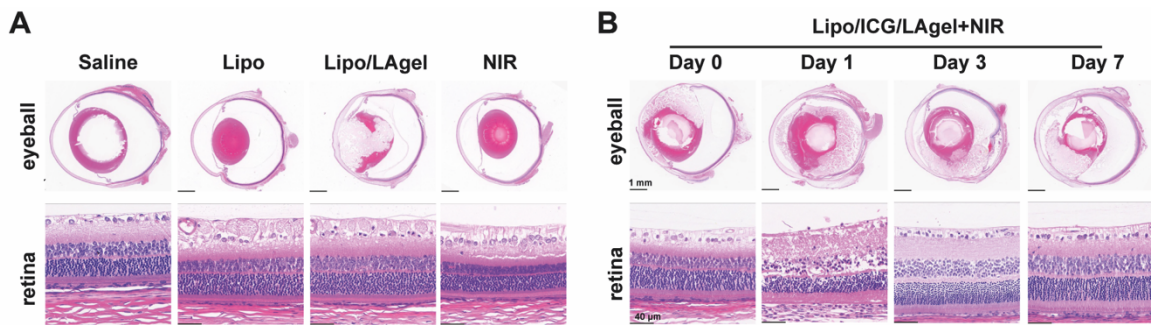 A
Saline
Lipo
Lipo/LAgel
NIR
eyeball
retina
B
Lipo/ICG/LAgel+NIR
Day 0
Day 1
Day 3
Day 7
eyeball
1 mm
retina
40 μm